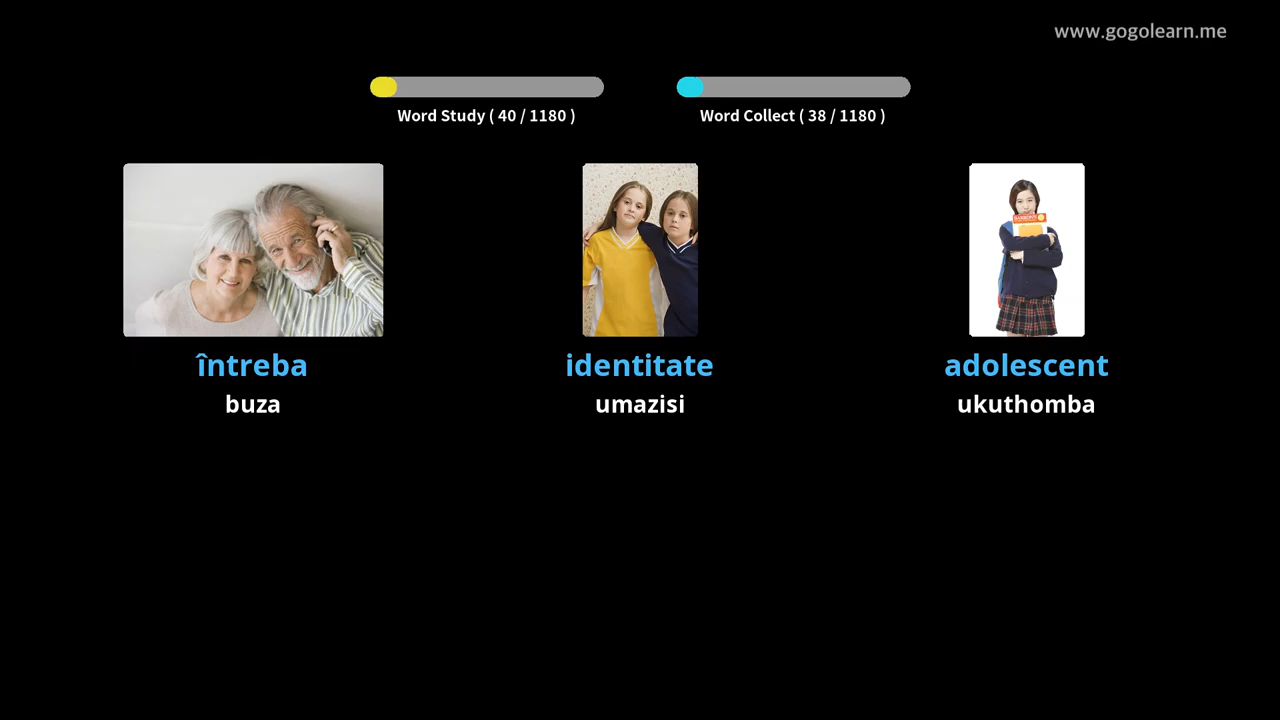 www.gogolearn.me
Word Study ( 40 / 1180 )
Word Collect ( 38 / 1180 )
întreba
buza
identitate
umazisi
adolescent
ukuthomba